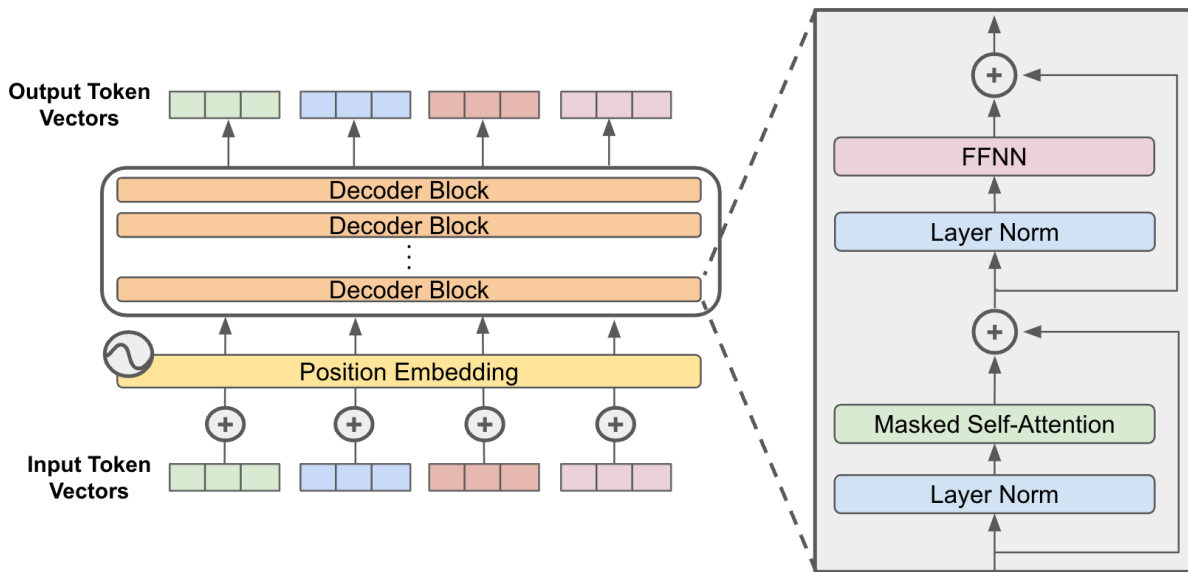 Output Token
Vectors
Decoder Block
Decoder Block
Decoder Block
Position Embedding
Input Token
Vectors
FFNN
Layer Norm
Masked Self-Attention
Layer Norm